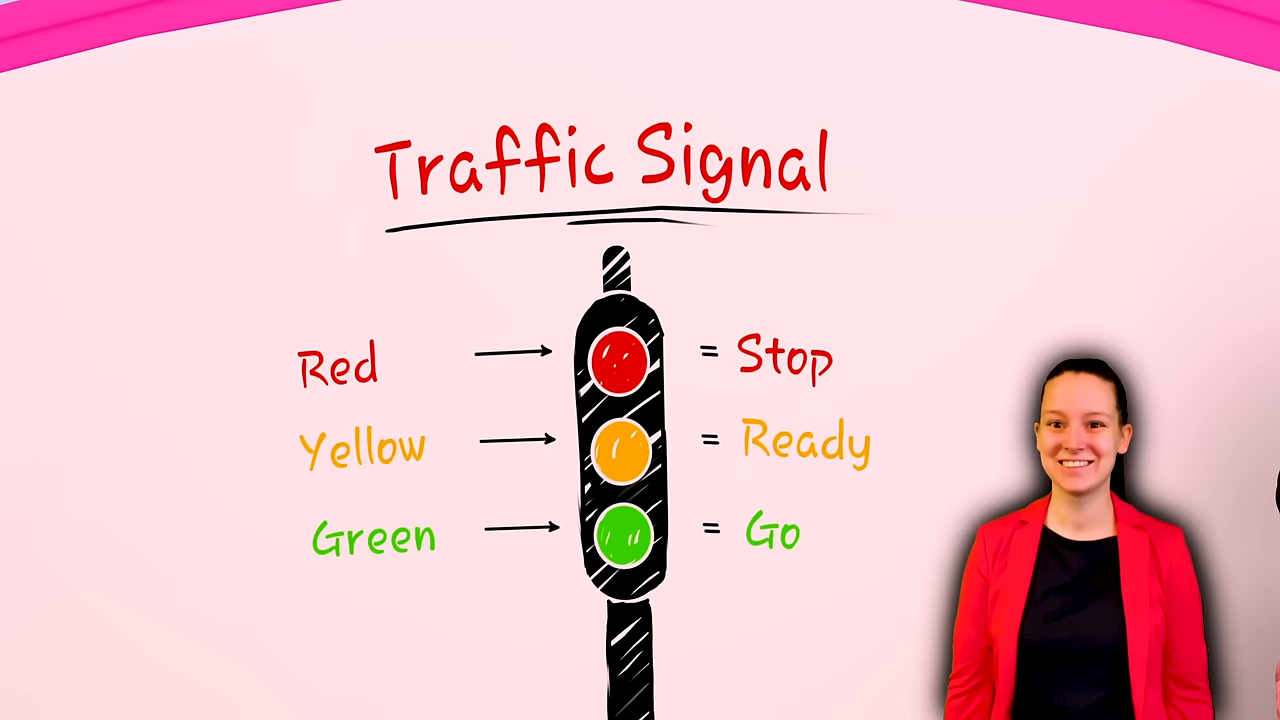 Traffic Signal
Red = Stop
Yellow = Ready
Green = Go